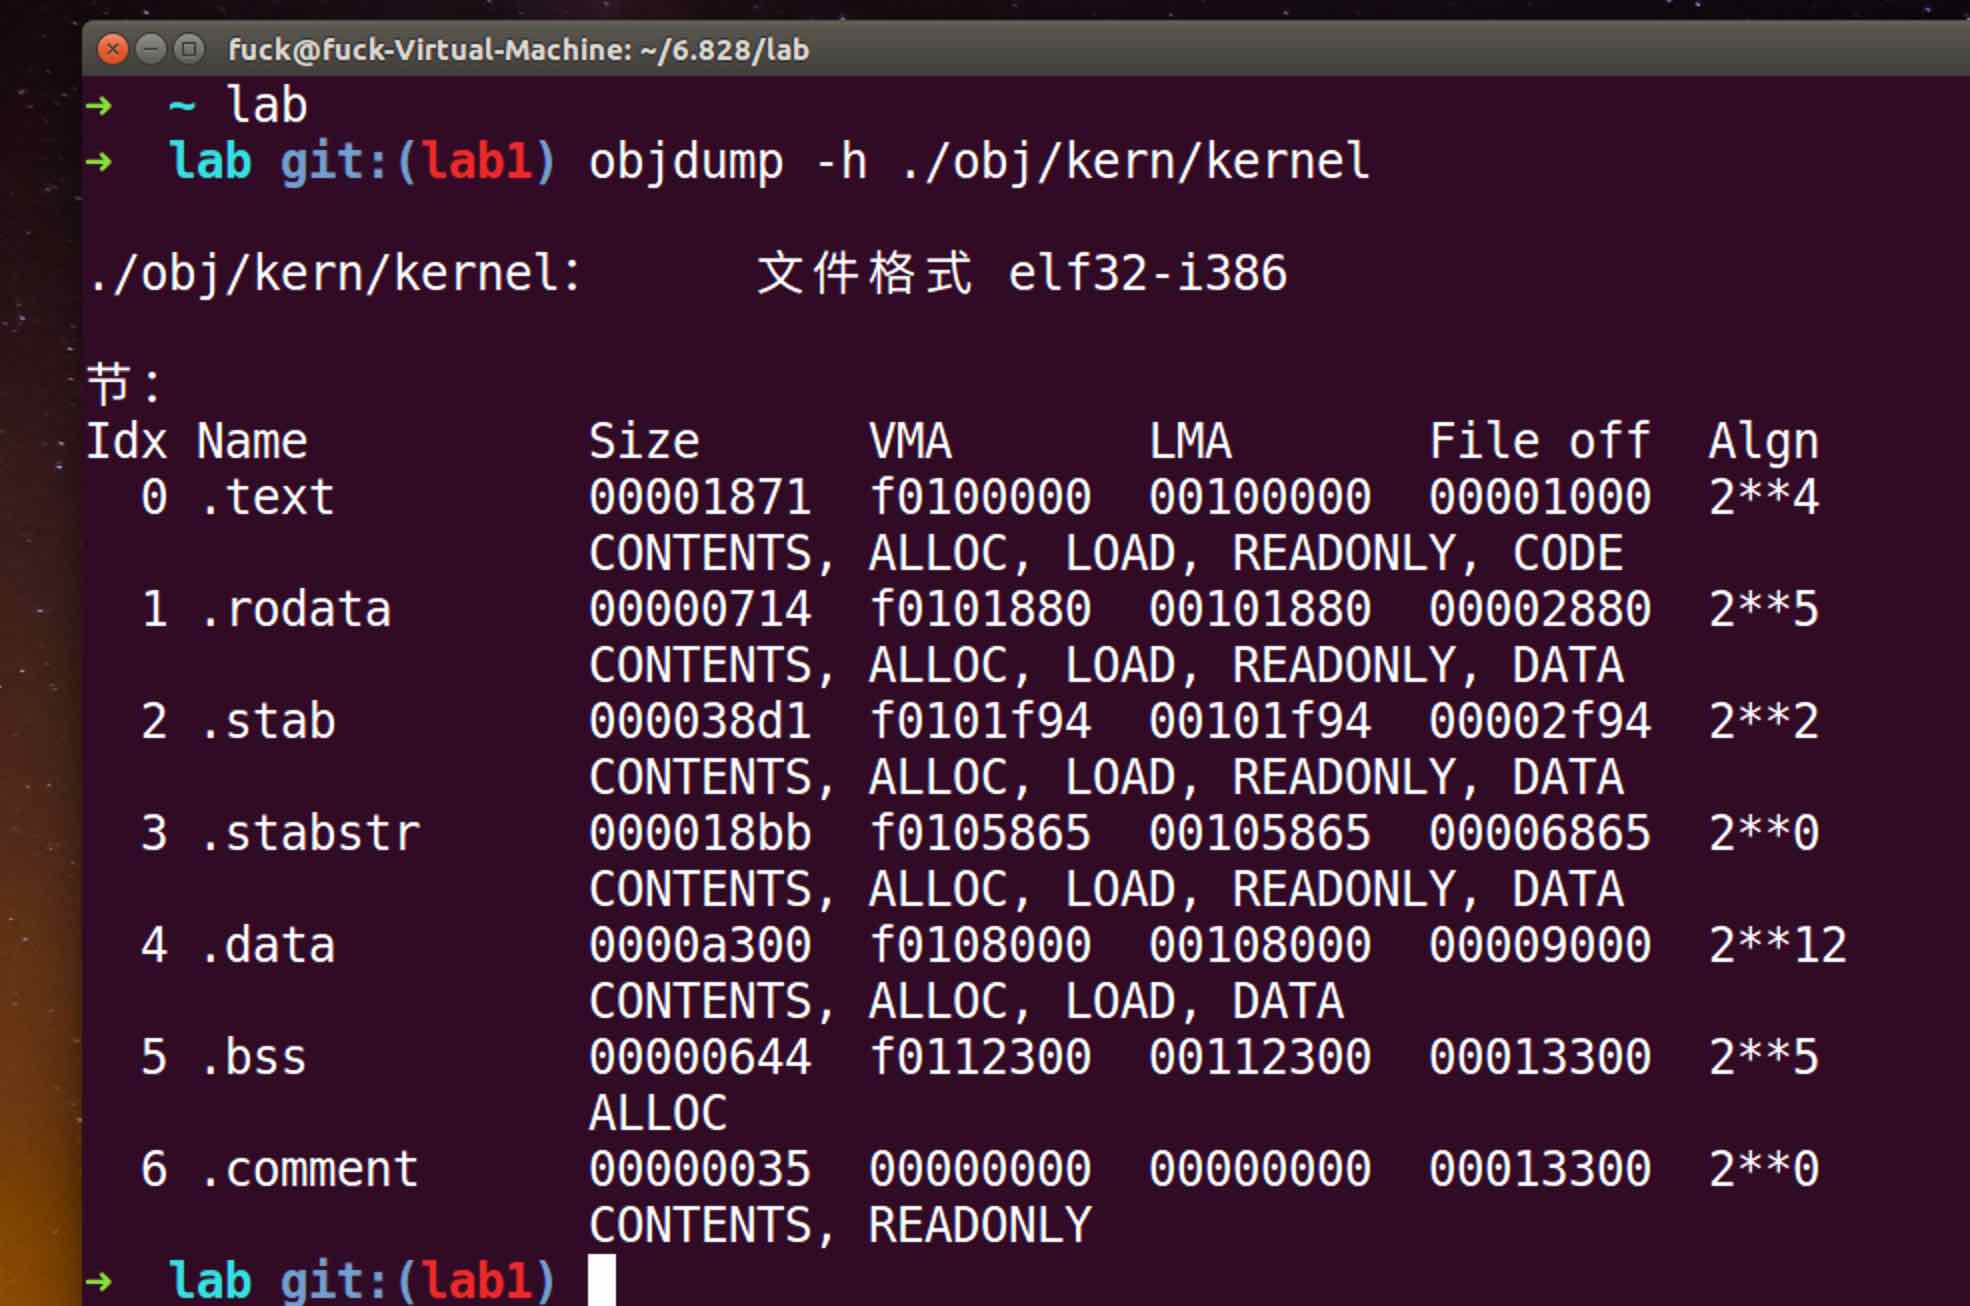 fuck@fuck-Virtual-Machine: ~/6.828/lab
➜  ~ lab
➜  lab git:(lab1) objdump -h ./obj/kern/kernel
./obj/kern/kernel：     文件格式 elf32-i386
节：
Idx Name          Size      VMA       LMA       File off  Algn
  0 .text         00001871  f0100000  00100000  00001000  2**4
                  CONTENTS, ALLOC, LOAD, READONLY, CODE
  1 .rodata       00000714  f0101880  00101880  00002880  2**5
                  CONTENTS, ALLOC, LOAD, READONLY, DATA
  2 .stab         000038d1  f0101f94  00101f94  00002f94  2**2
                  CONTENTS, ALLOC, LOAD, READONLY, DATA
  3 .stabstr      000018bb  f0105865  00105865  00006865  2**0
                  CONTENTS, ALLOC, LOAD, READONLY, DATA
  4 .data         0000a300  f0108000  00108000  00009000  2**12
                  CONTENTS, ALLOC, LOAD, DATA
  5 .bss          00000644  f0112300  00112300  00013300  2**5
                  ALLOC
  6 .comment      00000035  00000000  00000000  00013300  2**0
                  CONTENTS, READONLY
➜  lab git:(lab1)